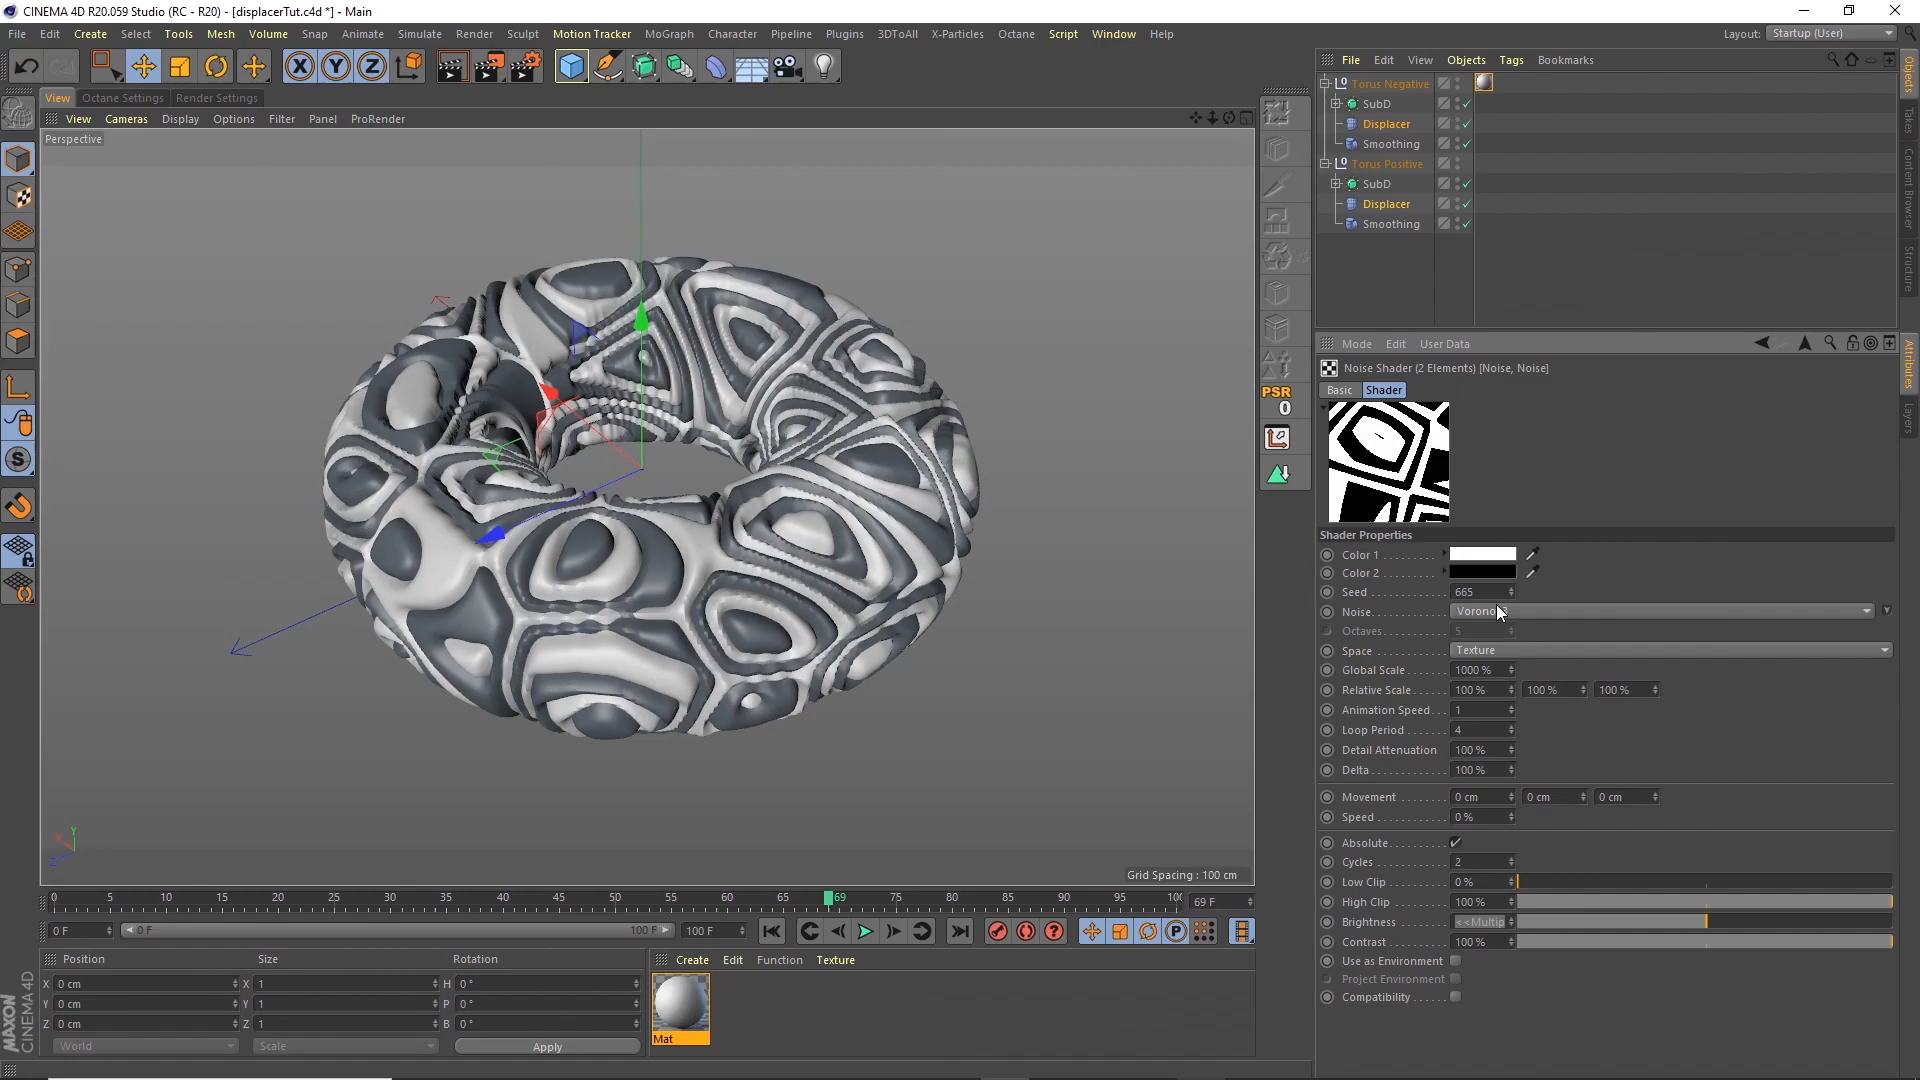 CINEMA 4D R20.059 Studio (RC - R20) - [displacerTut.c4d *] - Main
File Edit Create Select Tools Mesh Volume Snap Animate Simulate Render Sculpt Motion Tracker MoGraph Character Pipeline Plugins 3DToAll X-Particles Octane Script Window Help Layout: Startup (User)
X Y Z
File Edit View Objects Tags Bookmarks
View Octane Settings Render Settings
View Cameras Display Options Filter Panel ProRender
Perspective
Torus Negative
SubD
Displacer
Smoothing
Torus Positive
SubD
Displacer
Smoothing
Objects
Takes
Content Browser
Structure
Mode Edit User Data
Noise Shader (2 Elements) [Noise, Noise]
Basic Shader
Attributes
Layers
PSR
0
Shader Properties
Color 1
Color 2
Seed 665
Noise
Octaves 5
Space Texture
Global Scale 1000 %
Relative Scale 100 % 100 % 100 %
Animation Speed 1
Loop Period 4
Detail Attenuation 100 %
Delta 100 %
Movement 0 cm 0 cm 0 cm
Speed 0 %
Absolute
Cycles 2
Low Clip 0 %
High Clip 100 %
Brightness <<Multip
Contrast 100 %
Use as Environment
Project Environment
Compatibility
Y
X
Z
Grid Spacing : 100 cm
0 5 10 15 20 25 30 35 40 45 50 55 60 65 69 75 80 85 90 95 10 69 F
0 F 0 F 100 F 100 F
Position Size Rotation
X 0 cm X 1 H 0 °
Y 0 cm Y 1 P 0 °
Z 0 cm Z 1 B 0 °
World Scale Apply
Create Edit Function Texture
Mat
MAXON
CINEMA 4D